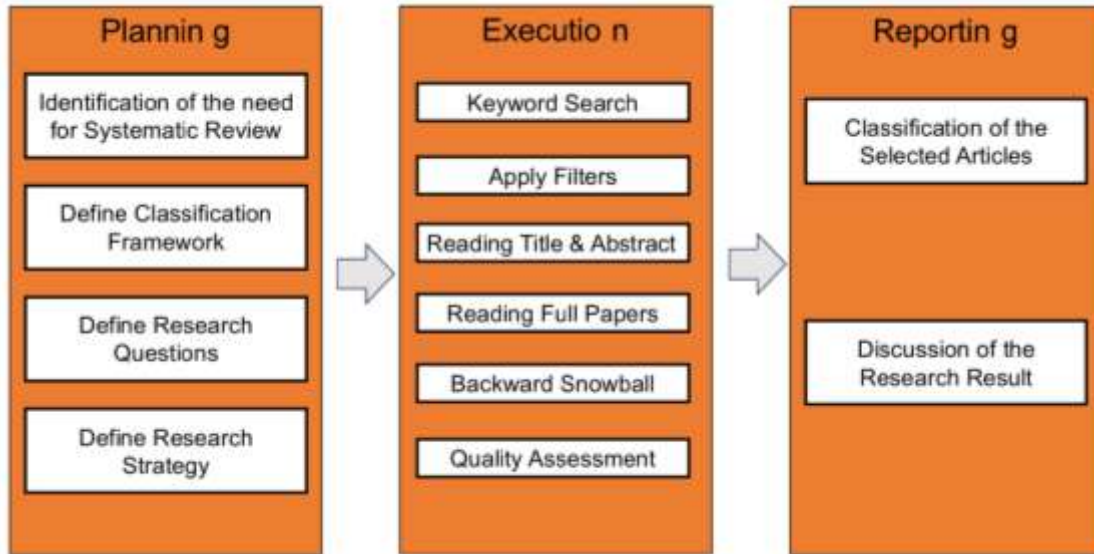 Plannin g
Identification of the need
for Systematic Review
Define Classification
Framework
Define Research
Questions
Define Research
Strategy
Executio n
Keyword Search
Apply Filters
Reading Title & Abstract
Reading Full Papers
Backward Snowball
Quality Assessment
Reportin g
Classification of the
Selected Articles
Discussion of the
Research Result